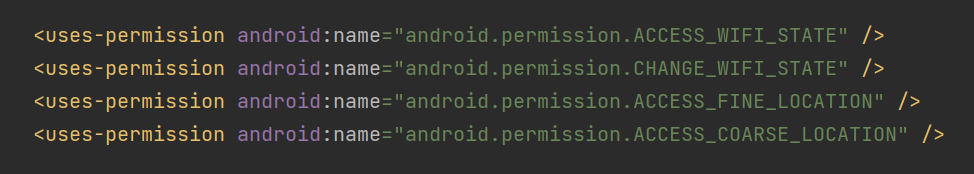 <uses-permission android:name="android.permission.ACCESS_WIFI_STATE" />
<uses-permission android:name="android.permission.CHANGE_WIFI_STATE" />
<uses-permission android:name="android.permission.ACCESS_FINE_LOCATION" />
<uses-permission android:name="android.permission.ACCESS_COARSE_LOCATION" />